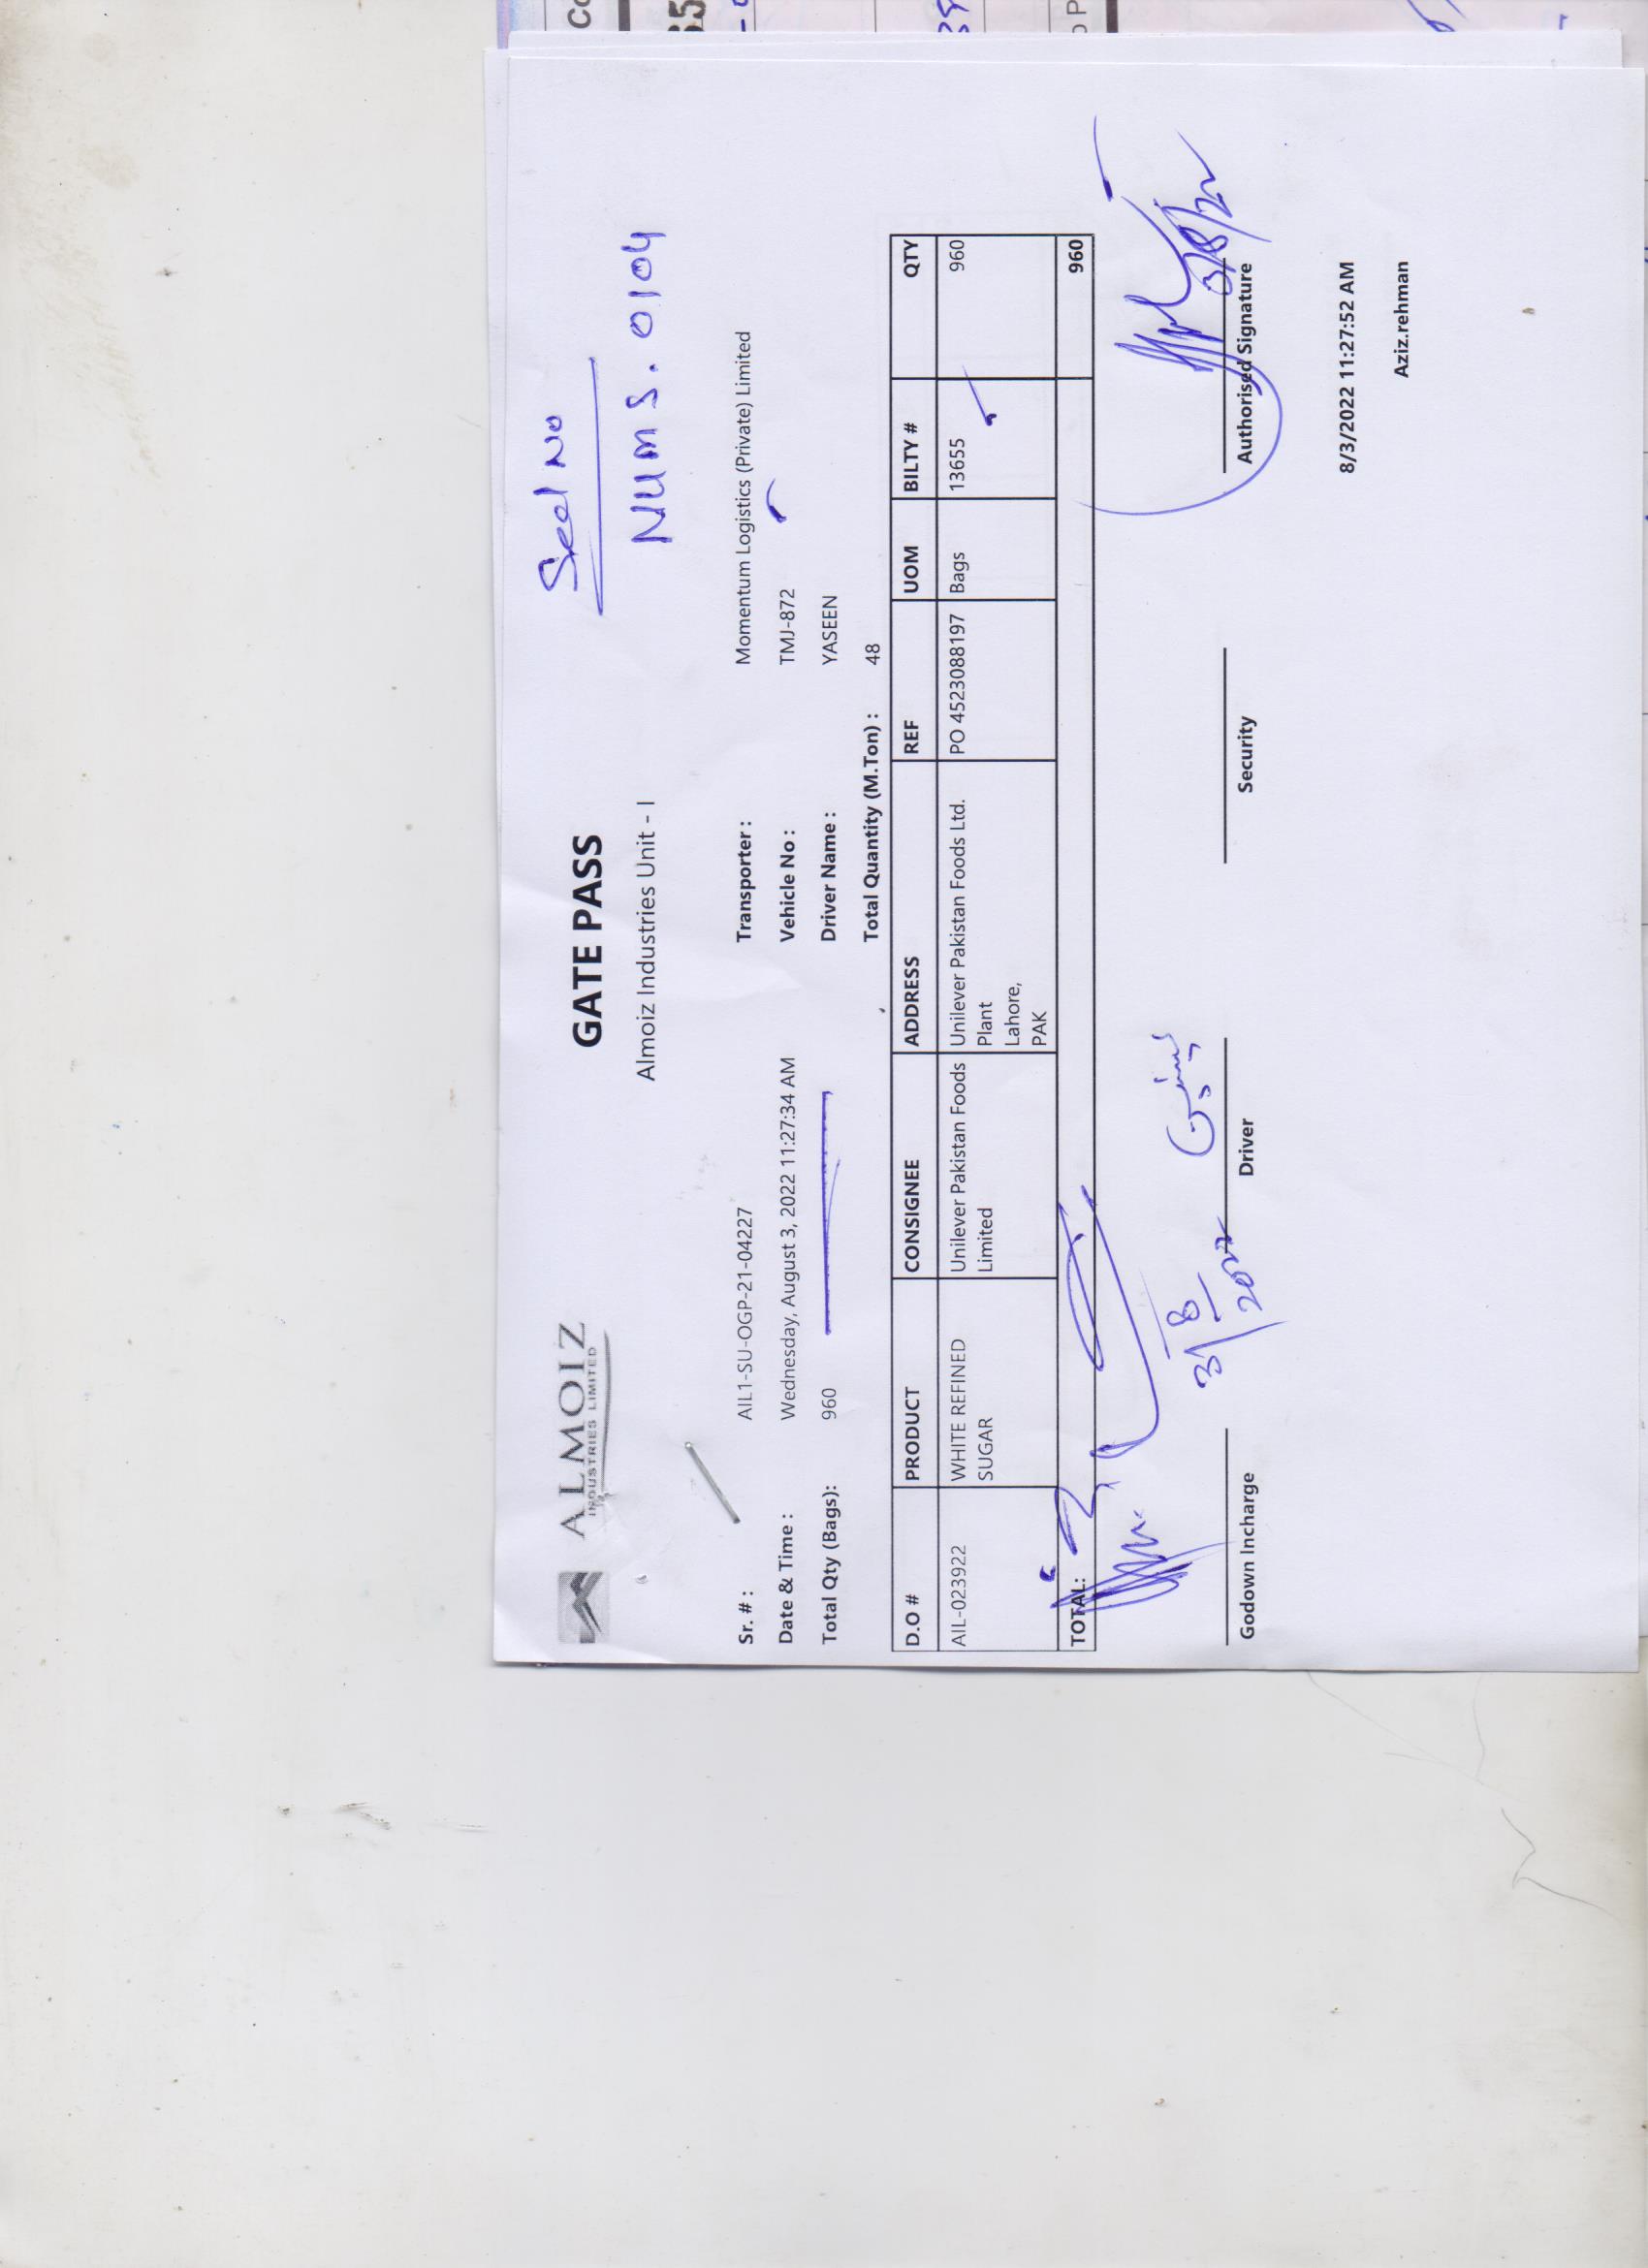 ALMOIZ
INDUSTRIES LIMITED
GATE PASS
Almoiz Industries Unit - I
Seal No
NUMS.0104
Sr. # : AIL1-SU-OGP-21-04227 Transporter : Momentum Logistics (Private) Limited
Date & Time : Wednesday, August 3, 2022 11:27:34 AM Vehicle No : TMJ-872
Total Qty (Bags): 960 Driver Name : YASEEN
Total Quantity (M.Ton) : 48
D.O # PRODUCT CONSIGNEE ADDRESS REF UOM BILTY # QTY
AIL-023922 WHITE REFINED Unilever Pakistan Foods Unilever Pakistan Foods Ltd. PO 4523088197 Bags 13655 960
SUGAR Limited Plant
Lahore,
PAK
TOTAL: 960
3/8/2022
3/8/22
Godown Incharge Driver Security Authorised Signature
8/3/2022 11:27:52 AM
Aziz.rehman